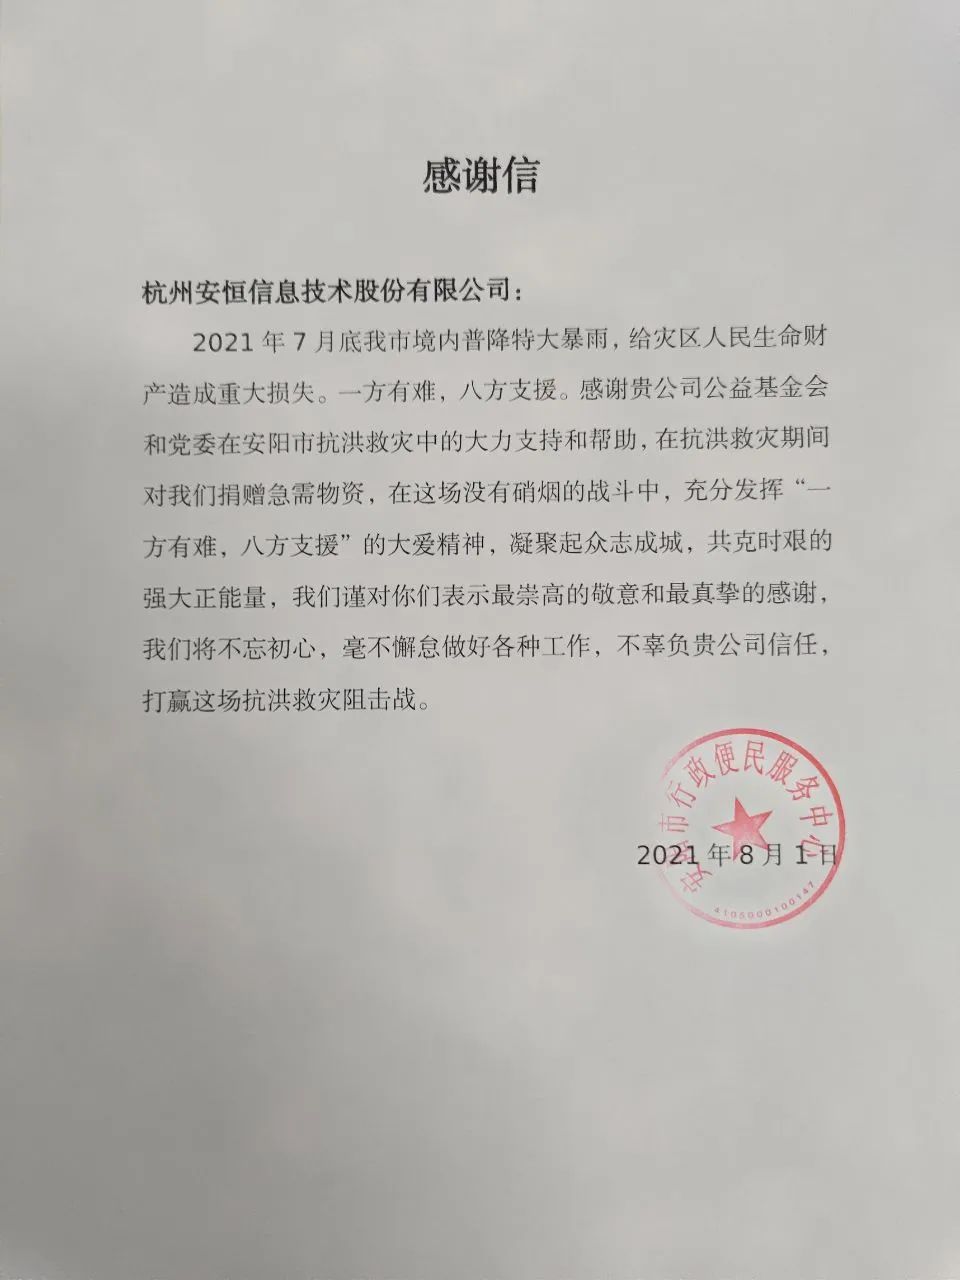 感谢信
杭州安恒信息技术股份有限公司：
2021 年 7 月底我市境内普降特大暴雨，给灾区人民生命财
产造成重大损失。一方有难，八方支援。感谢贵公司公益基金会
和党委在安阳市抗洪救灾中的大力支持和帮助，在抗洪救灾期间
对我们捐赠急需物资，在这场没有硝烟的战斗中，充分发挥“一
方有难，八方支援”的大爱精神，凝聚起众志成城，共克时艰的
强大正能量，我们谨对你们表示最崇高的敬意和最真挚的感谢，
我们将不忘初心，毫不懈怠做好各种工作，不辜负贵公司信任，
打赢这场抗洪救灾阻击战。
安阳市行政便民服务中心
2021 年 8 月 1 日
4105000100147